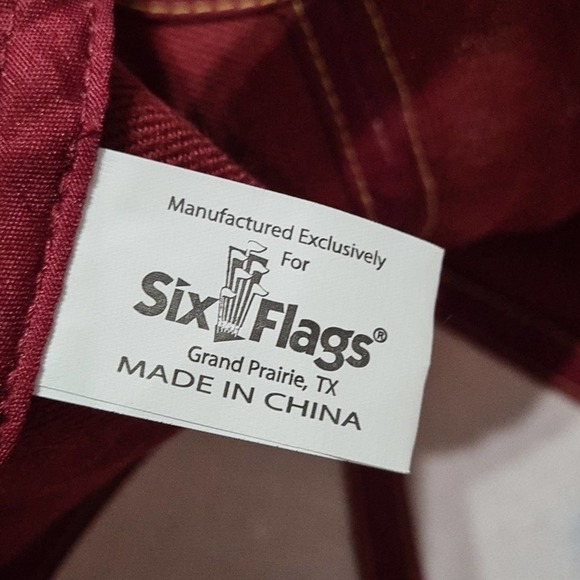 Manufactured Exclusively
For
Six Flags®
Grand Prairie, TX
MADE IN CHINA